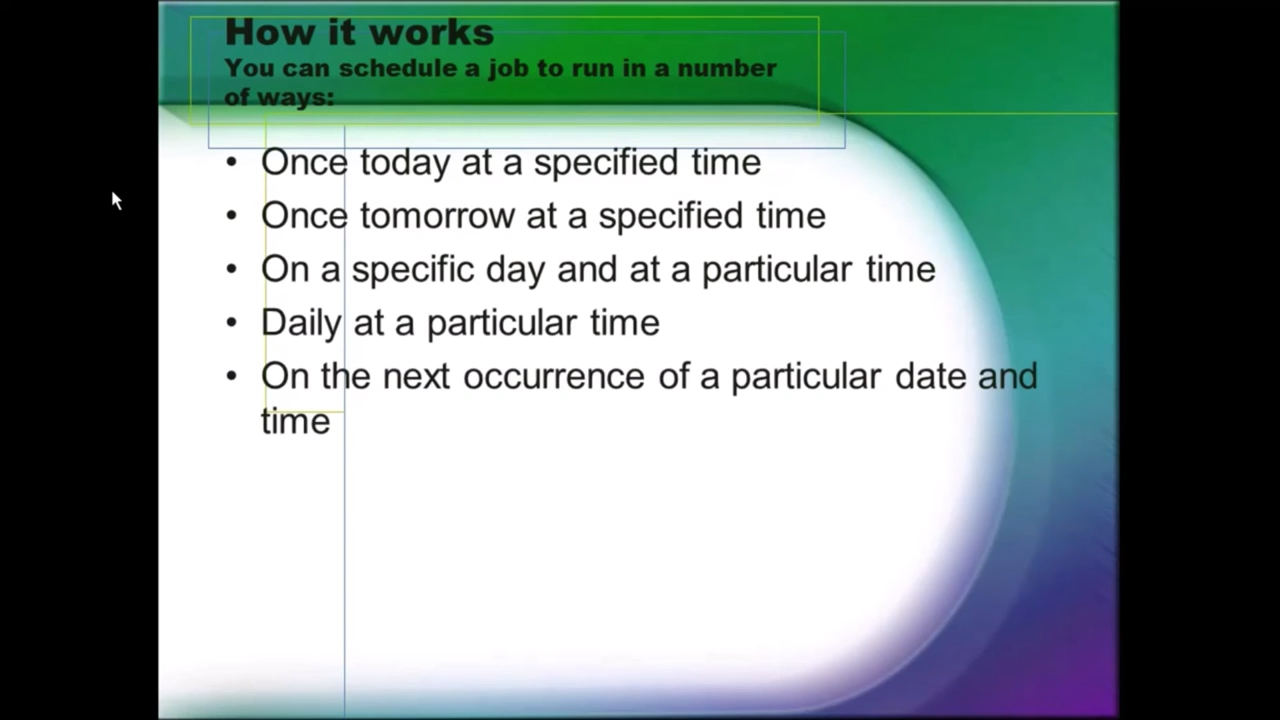 How it works
You can schedule a job to run in a number
of ways:
• Once today at a specified time
• Once tomorrow at a specified time
• On a specific day and at a particular time
• Daily at a particular time
• On the next occurrence of a particular date and
time